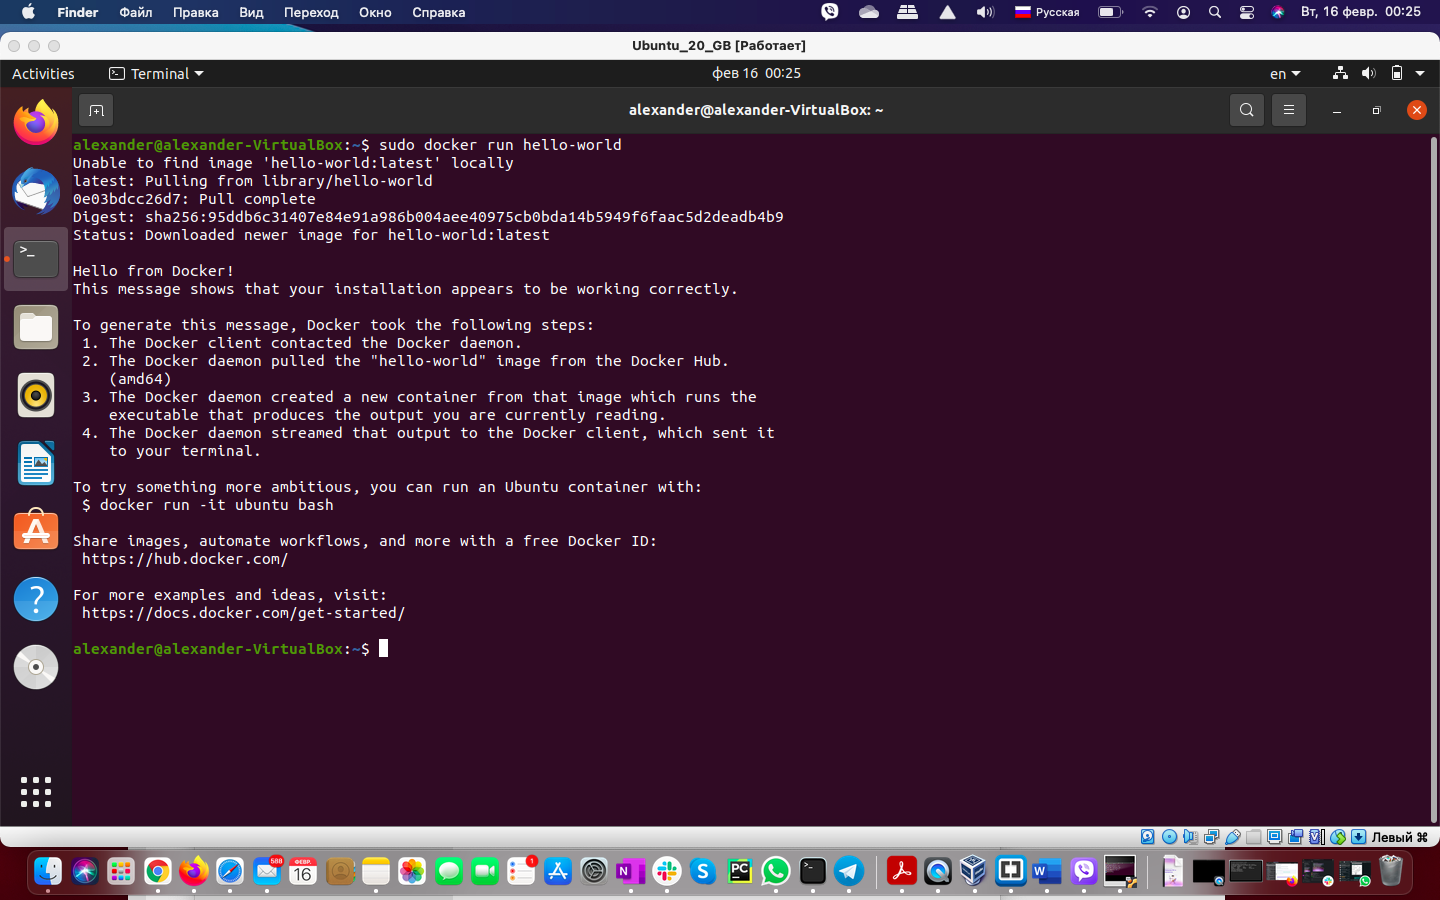 Finder Файл Правка Вид Переход Окно Справка Русская Вт, 16 февр. 00:25
Ubuntu_20_GB [Работает]
Activities Terminal фев 16 00:25 en
alexander@alexander-VirtualBox: ~
alexander@alexander-VirtualBox:~$ sudo docker run hello-world
Unable to find image 'hello-world:latest' locally
latest: Pulling from library/hello-world
0e03bdcc26d7: Pull complete
Digest: sha256:95ddb6c31407e84e91a986b004aee40975cb0bda14b5949f6faac5d2deadb4b9
Status: Downloaded newer image for hello-world:latest
Hello from Docker!
This message shows that your installation appears to be working correctly.
To generate this message, Docker took the following steps:
1. The Docker client contacted the Docker daemon.
2. The Docker daemon pulled the "hello-world" image from the Docker Hub.
(amd64)
3. The Docker daemon created a new container from that image which runs the
executable that produces the output you are currently reading.
4. The Docker daemon streamed that output to the Docker client, which sent it
to your terminal.
To try something more ambitious, you can run an Ubuntu container with:
$ docker run -it ubuntu bash
Share images, automate workflows, and more with a free Docker ID:
https://hub.docker.com/
For more examples and ideas, visit:
https://docs.docker.com/get-started/
alexander@alexander-VirtualBox:~$
Левый ⌘
588
ФЕВР.
16
1
N
S
PC
W